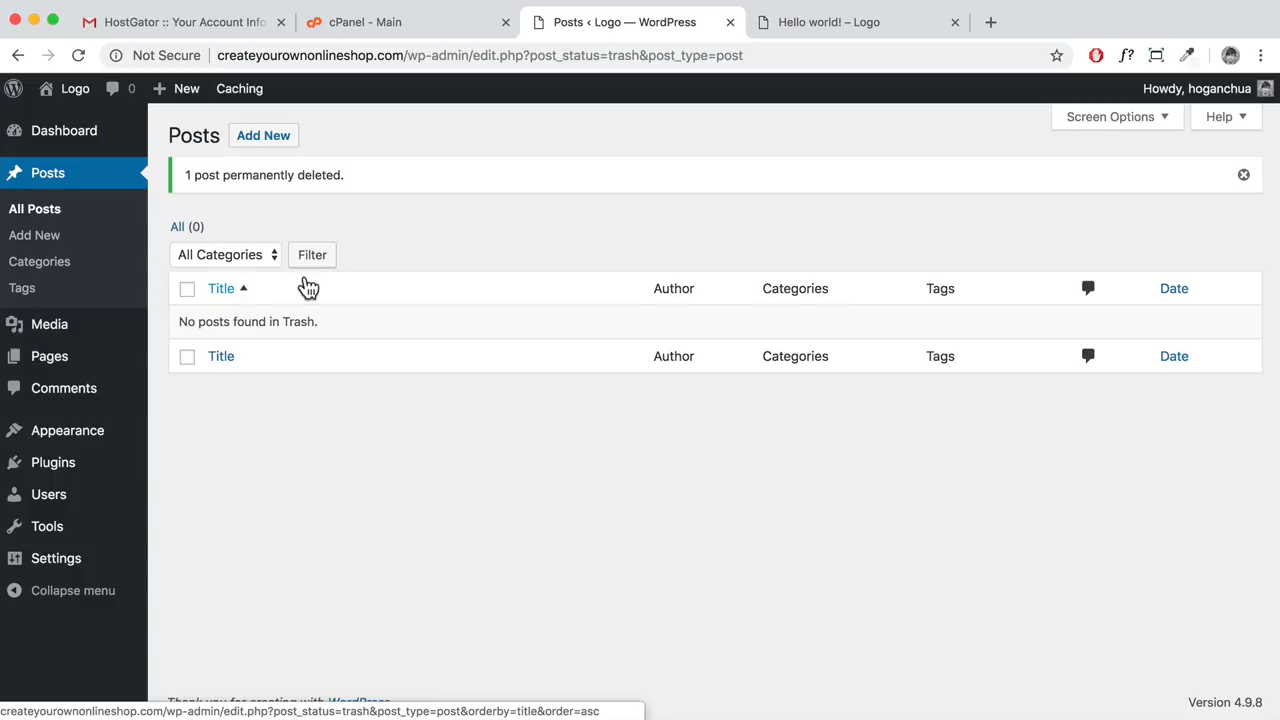 HostGator :: Your Account Info
cPanel - Main
Posts ‹ Logo — WordPress
Hello world! – Logo
Not Secure
createyourownonlineshop.com/wp-admin/edit.php?post_status=trash&post_type=post
Logo
0
New
Caching
Howdy, hoganchua
Dashboard
Posts
All Posts
Add New
Categories
Tags
Media
Pages
Comments
Appearance
Plugins
Users
Tools
Settings
Collapse menu
Screen Options
Help
Posts
Add New
1 post permanently deleted.
All (0)
All Categories
Filter
Title
Author
Categories
Tags
Date
No posts found in Trash.
Title
Author
Categories
Tags
Date
Thank you for creating with WordPress
Version 4.9.8
createyourownonlineshop.com/wp-admin/edit.php?post_status=trash&post_type=post&orderby=title&order=asc